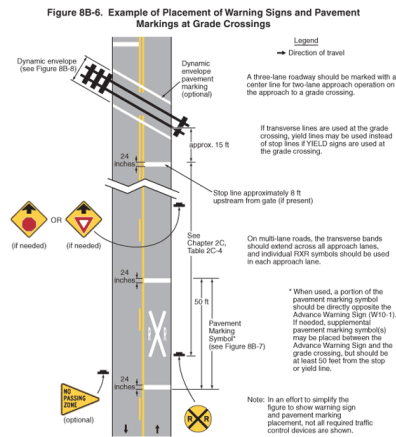 Figure 8B-6. Example of Placement of Warning Signs and Pavement
Markings at Grade Crossings
Legend
Direction of travel
Dynamic envelope
(see Figure 8B-8)
Dynamic
envelope
pavement
marking
(optional)
A three-lane roadway should be marked with a
center line for two-lane approach operation on
the approach to a grade crossing.
If transverse lines are used at the grade
crossing, yield lines may be used instead
of stop lines if YIELD signs are used at
the grade crossing.
approx. 15 ft
24
inches
Stop line approximately 8 ft
upstream from gate (if present)
OR
(if needed)
(if needed)
See
Chapter 2C,
Table 2C-4
On multi-lane roads, the transverse bands
should extend across all approach lanes,
and individual RXR symbols should be used
in each approach lane.
24
inches
50 ft
Pavement
Marking
Symbol*
(see Figure 8B-7)
* When used, a portion of the
pavement marking symbol
should be directly opposite the
Advance Warning Sign (W10-1).
If needed, supplemental
pavement marking symbol(s)
may be placed between the
Advance Warning Sign and the
grade crossing, but should be
at least 50 feet from the stop
or yield line.
NO
PASSING
ZONE
(optional)
24
inches
R R
Note: In an effort to simplify the
figure to show warning sign
and pavement marking
placement, not all required traffic
control devices are shown.